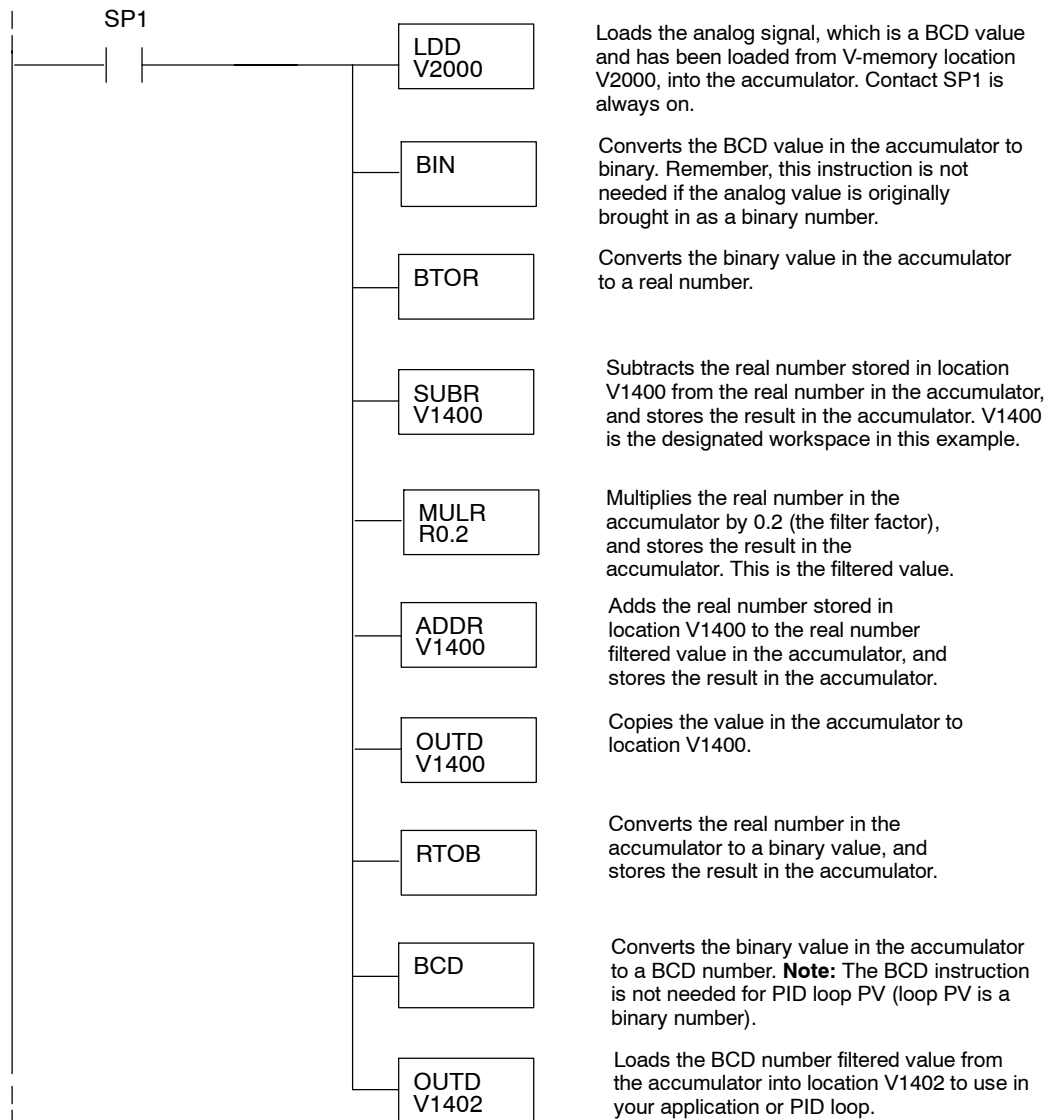 SP1
LDD
V2000
Loads the analog signal, which is a BCD value
and has been loaded from V-memory location
V2000, into the accumulator. Contact SP1 is
always on.
BIN
Converts the BCD value in the accumulator to
binary. Remember, this instruction is not
needed if the analog value is originally
brought in as a binary number.
BTOR
Converts the binary value in the accumulator
to a real number.
SUBR
V1400
Subtracts the real number stored in location
V1400 from the real number in the accumulator,
and stores the result in the accumulator. V1400
is the designated workspace in this example.
MULR
R0.2
Multiplies the real number in the
accumulator by 0.2 (the filter factor),
and stores the result in the
accumulator. This is the filtered value.
ADDR
V1400
Adds the real number stored in
location V1400 to the real number
filtered value in the accumulator, and
stores the result in the accumulator.
OUTD
V1400
Copies the value in the accumulator to
location V1400.
RTOB
Converts the real number in the
accumulator to a binary value, and
stores the result in the accumulator.
BCD
Converts the binary value in the accumulator
to a BCD number. Note: The BCD instruction
is not needed for PID loop PV (loop PV is a
binary number).
OUTD
V1402
Loads the BCD number filtered value from
the accumulator into location V1402 to use in
your application or PID loop.